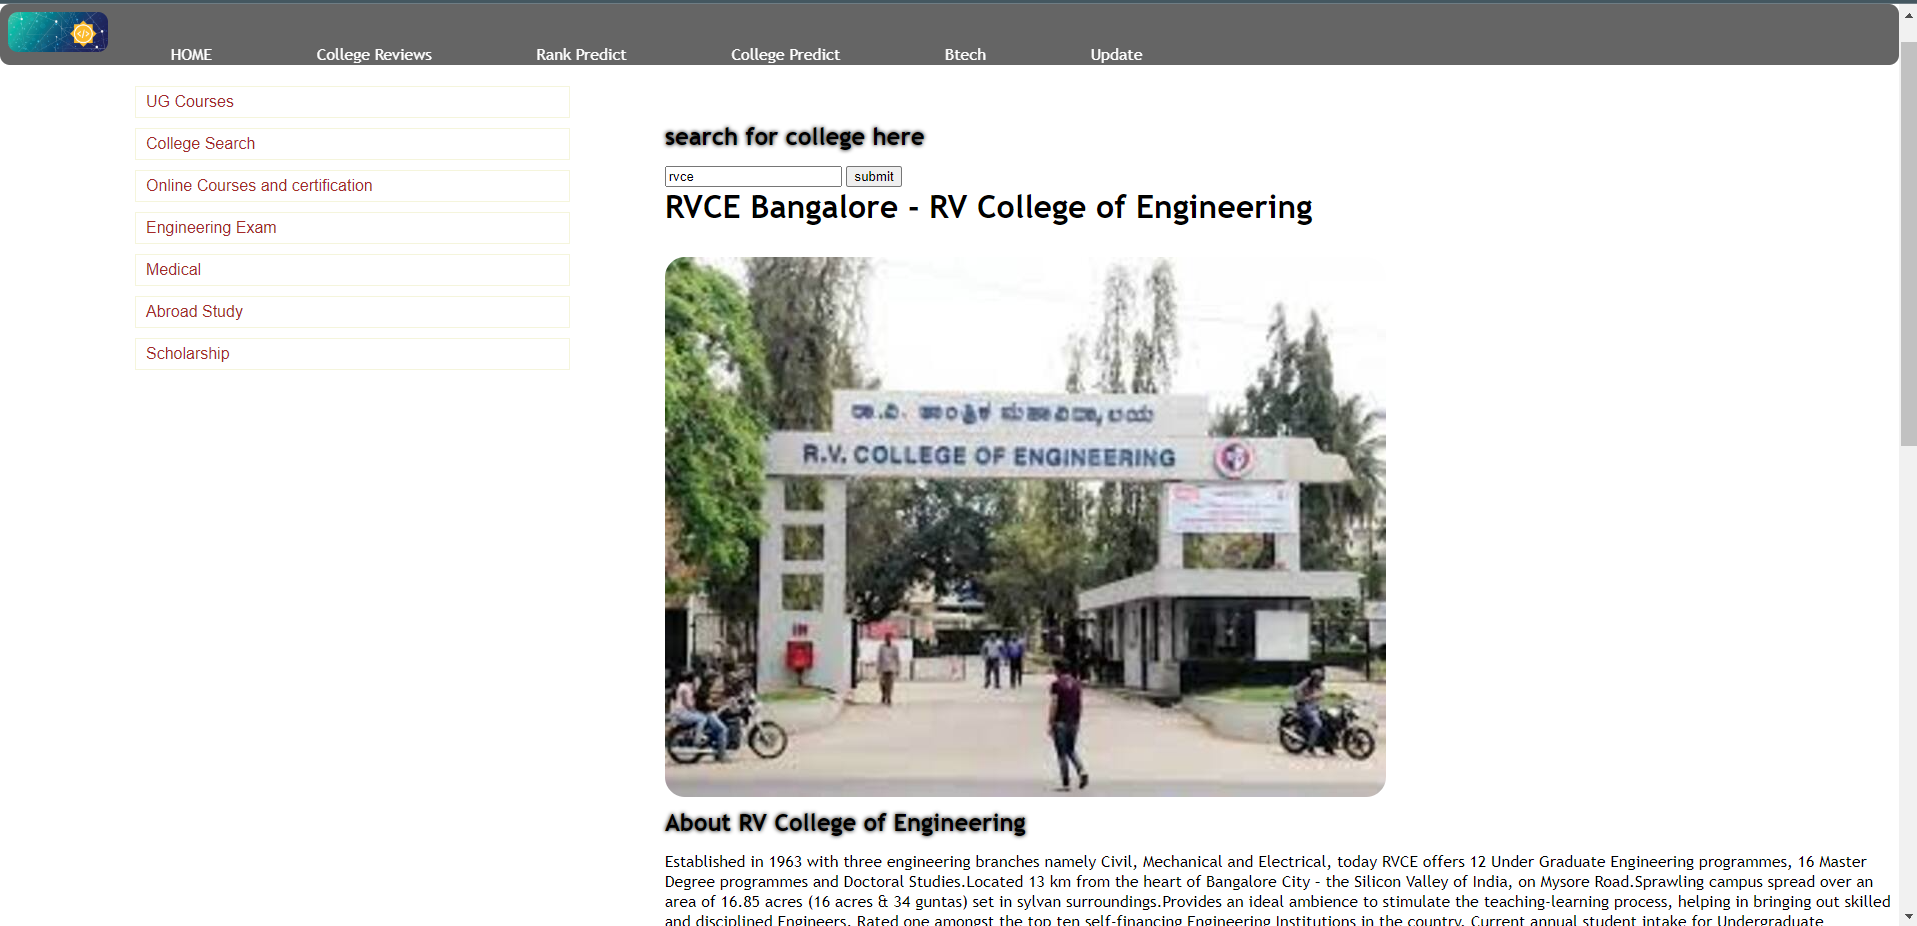 HOME College Reviews Rank Predict College Predict Btech Update
UG Courses
College Search
Online Courses and certification
Engineering Exam
Medical
Abroad Study
Scholarship
search for college here
rvce submit
RVCE Bangalore - RV College of Engineering
ರಾ.ವಿ. ತಾಂತ್ರಿಕ ಮಹಾವಿದ್ಯಾಲಯ
R.V. COLLEGE OF ENGINEERING
IN
About RV College of Engineering
Established in 1963 with three engineering branches namely Civil, Mechanical and Electrical, today RVCE offers 12 Under Graduate Engineering programmes, 16 Master
Degree programmes and Doctoral Studies.Located 13 km from the heart of Bangalore City - the Silicon Valley of India, on Mysore Road.Sprawling campus spread over an
area of 16.85 acres (16 acres & 34 guntas) set in sylvan surroundings.Provides an ideal ambience to stimulate the teaching-learning process, helping in bringing out skilled
and disciplined Engineers. Rated one amongst the top ten self-financing Engineering Institutions in the country. Current annual student intake for Undergraduate